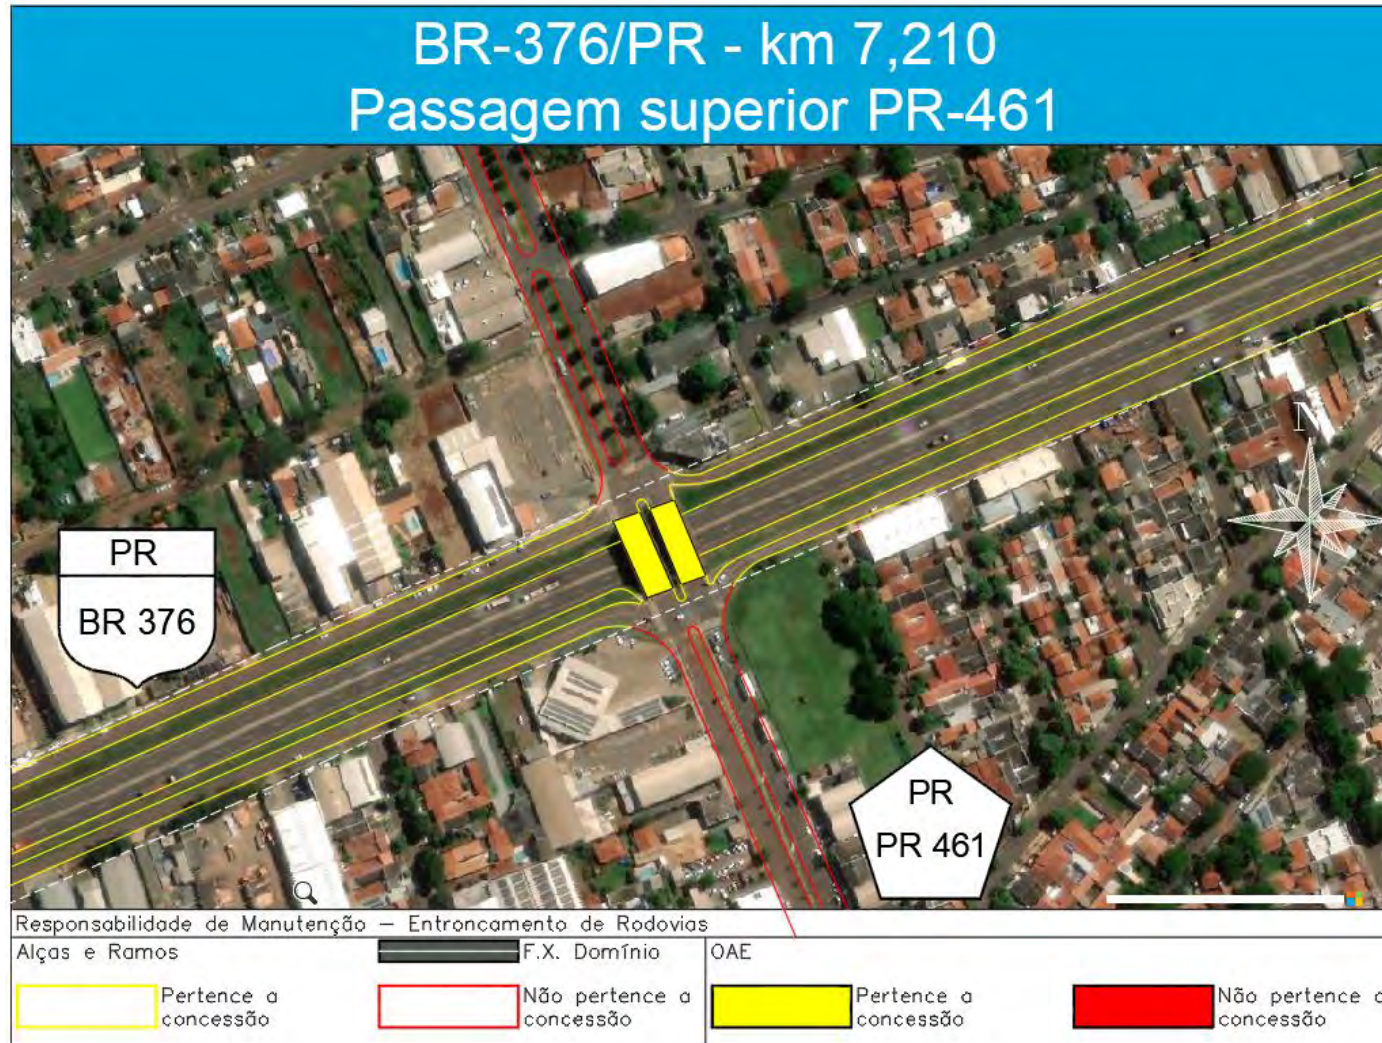 BR-376/PR - km 7,210
Passagem superior PR-461
N
PR
BR 376
PR
PR 461
Responsabilidade de Manutenção — Entroncamento de Rodovias
Alças e Ramos
F.X. Domínio
OAE
Pertence a
concessão
Não pertence a
concessão
Pertence a
concessão
Não pertence a
concessão